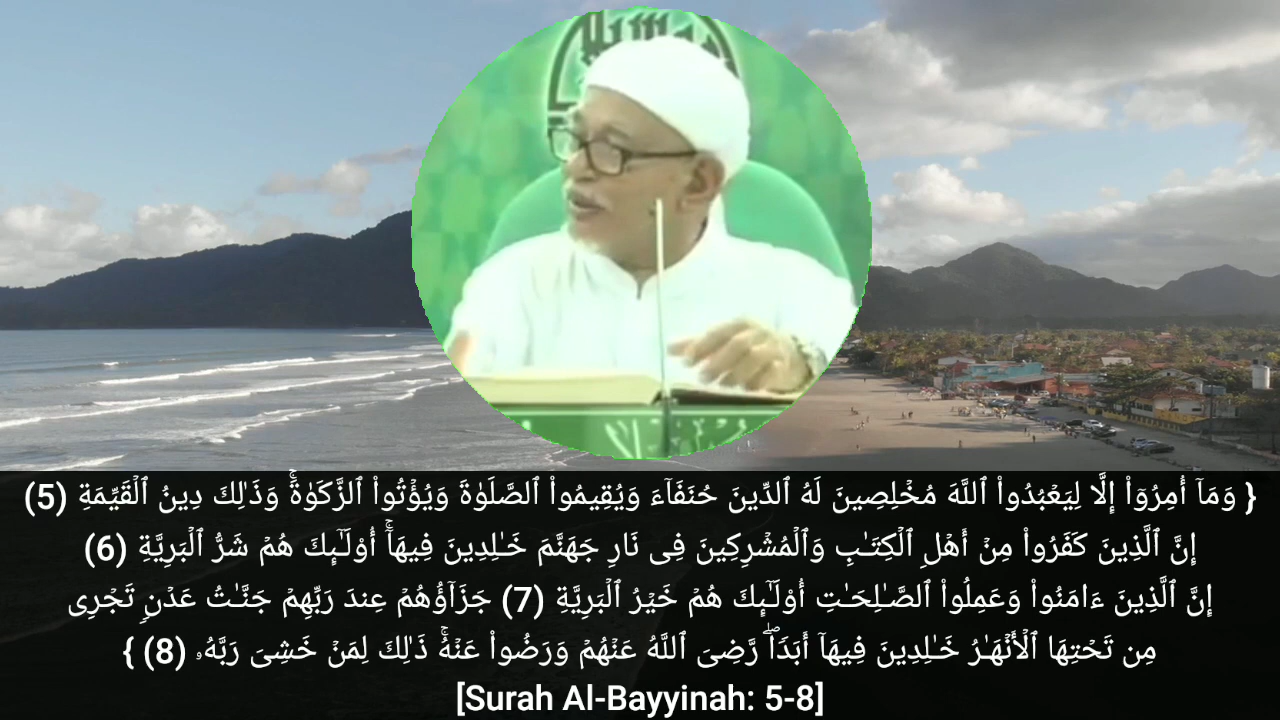 { وَمَآ أُمِرُوٓا۟ إِلَّا لِيَعۡبُدُوا۟ ٱللَّهَ مُخۡلِصِينَ لَهُ ٱلدِّينَ حُنَفَآءَ وَيُقِيمُوا۟ ٱلصَّلَوٰةَ وَيُؤۡتُوا۟ ٱلزَّكَوٰةَۚ وَذَٰلِكَ دِينُ ٱلۡقَيِّمَةِ (5)
إِنَّ ٱلَّذِينَ كَفَرُوا۟ مِنۡ أَهۡلِ ٱلۡكِتَـٰبِ وَٱلۡمُشۡرِكِينَ فِی نَارِ جَهَنَّمَ خَـٰلِدِينَ فِيهَاۤۚ أُو۟لَـٰۤىِٕكَ هُمۡ شَرُّ ٱلۡبَرِيَّةِ (6)
إِنَّ ٱلَّذِينَ ءَامَنُوا۟ وَعَمِلُوا۟ ٱلصَّـٰلِحَـٰتِ أُو۟لَـٰۤىِٕكَ هُمۡ خَيۡرُ ٱلۡبَرِيَّةِ (7) جَزَاۤؤُهُمۡ عِندَ رَبِّهِمۡ جَنَّـٰتُ عَدۡنࣲ تَجۡرِی
مِن تَحۡتِهَا ٱلۡأَنۡهَـٰرُ خَـٰلِدِينَ فِيهَاۤ أَبَدࣰاۖ رَّضِیَ ٱللَّهُ عَنۡهُمۡ وَرَضُوا۟ عَنۡهُۚ ذَٰلِكَ لِمَنۡ خَشِیَ رَبَّهُۥ (8) }
[Surah Al-Bayyinah: 5-8]